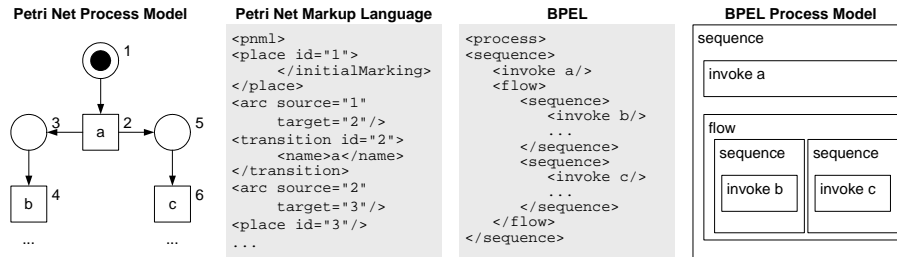 Petri Net Process Model
1
3
a
2
5
b
4
c
6
...
...
Petri Net Markup Language
<pnml>
<place id="1">
</initialMarking>
</place>
<arc source="1"
target="2"/>
<transition id="2">
<name>a</name>
</transition>
<arc source="2"
target="3"/>
<place id="3"/>
...
BPEL
<process>
<sequence>
<invoke a/>
<flow>
<sequence>
<invoke b/>
...
</sequence>
<sequence>
<invoke c/>
...
</sequence>
</flow>
</sequence>
BPEL Process Model
sequence
invoke a
flow
sequence
sequence
invoke b
invoke c